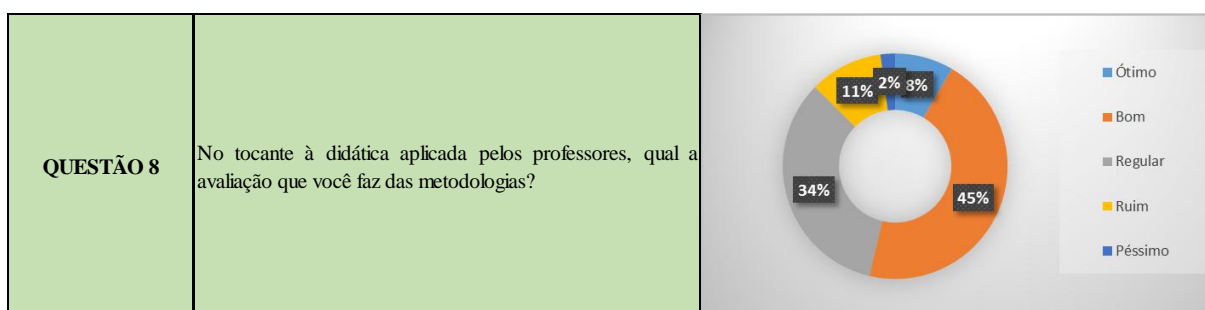 QUESTÃO 8
No tocante à didática aplicada pelos professores, qual a
avaliação que você faz das metodologias?
11%
2%
8%
34%
45%
Ótimo
Bom
Regular
Ruim
Péssimo